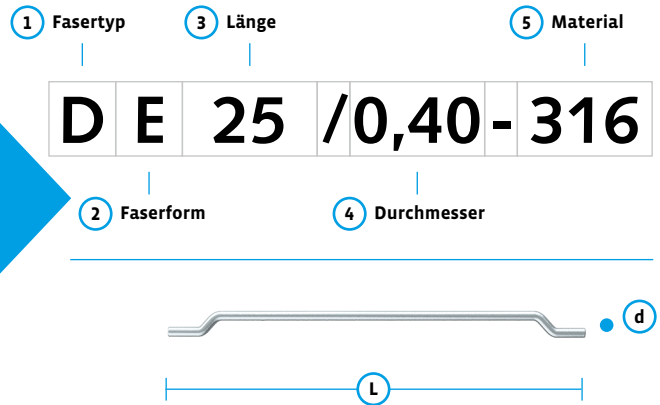 1 Fasertyp 3 Länge 5 Material
D E 25 /0,40-316
2 Faserform 4 Durchmesser
d
L